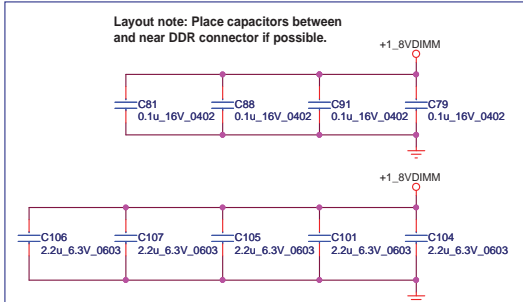 Layout note: Place capacitors between
and near DDR connector if possible.
+1_8VDIMM
C81 C88 C91 C79
0.1u_16V_0402 0.1u_16V_0402 0.1u_16V_0402 0.1u_16V_0402
+1_8VDIMM
C106 C107 C105 C101 C104
2.2u_6.3V_0603 2.2u_6.3V_0603 2.2u_6.3V_0603 2.2u_6.3V_0603 2.2u_6.3V_0603